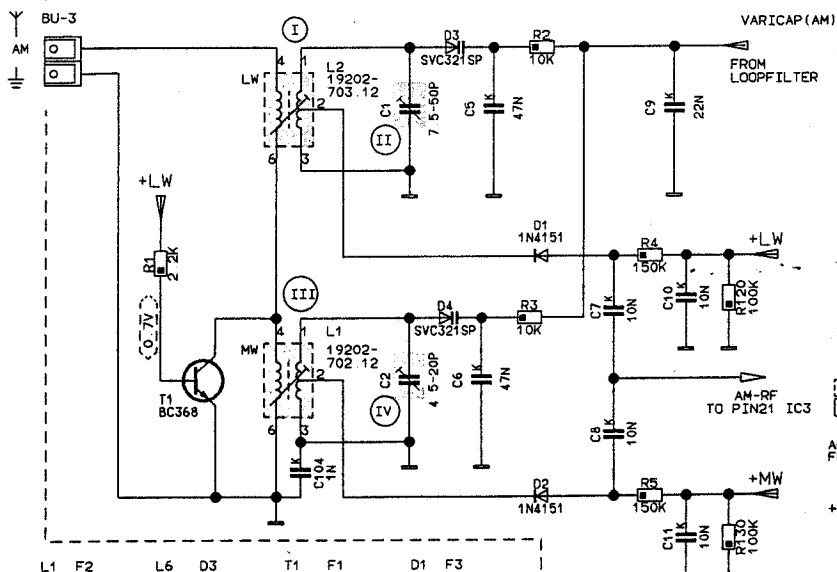 BU-3
AM
I
D3
SVC321SP
R2
10K
VARICAP(AM)
FROM
LOOPFILTER
4
1
LW
L2
19202-
703.12
2
6
3
C1
7.5-50P
II
K
C5
47N
K
C9
22N
+LW
R1
2.2K
0.7V
T1
BC368
D1
1N4151
R4
150K
+LW
C7
10N
K
C10
10N
R120
100K
III
4
1
L1
MW
19202-
702.12
2
6
3
D4
SVC321SP
R3
10K
C2
4.5-20P
IV
K
C6
47N
AM-RF
TO PIN21 IC3
C8
10N
K
C104
1N
D2
1N4151
R5
150K
+MW
K
C11
10N
R130
100K
A
F
+
L1 F2 L6 D3 T1 F1 D1 F3